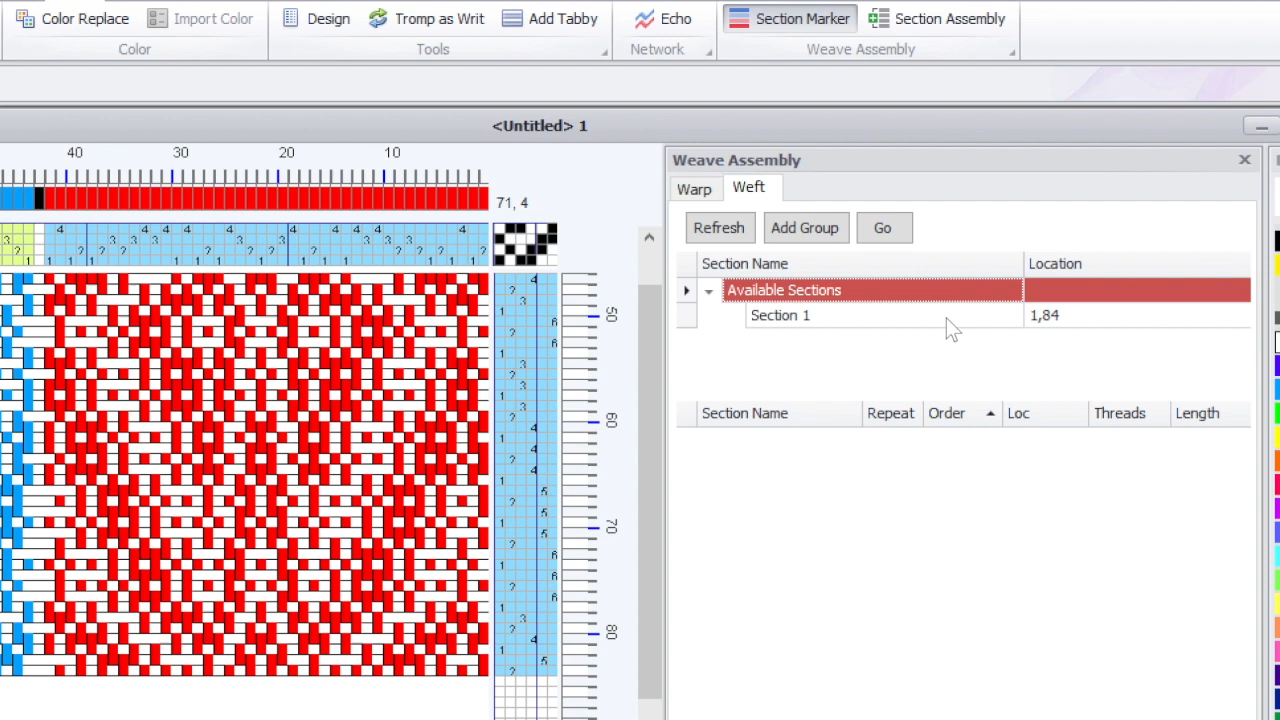 Color Replace Import Color Design Tromp as Writ Add Tabby Echo Section Marker Section Assembly
Color Tools Network Weave Assembly
<Untitled> 1
40 30 20 10
Weave Assembly
Warp Weft
71, 4
Refresh Add Group Go
Section Name Location
Available Sections
Section 1 1,84
50
Section Name Repeat Order Loc Threads Length
60
70
80